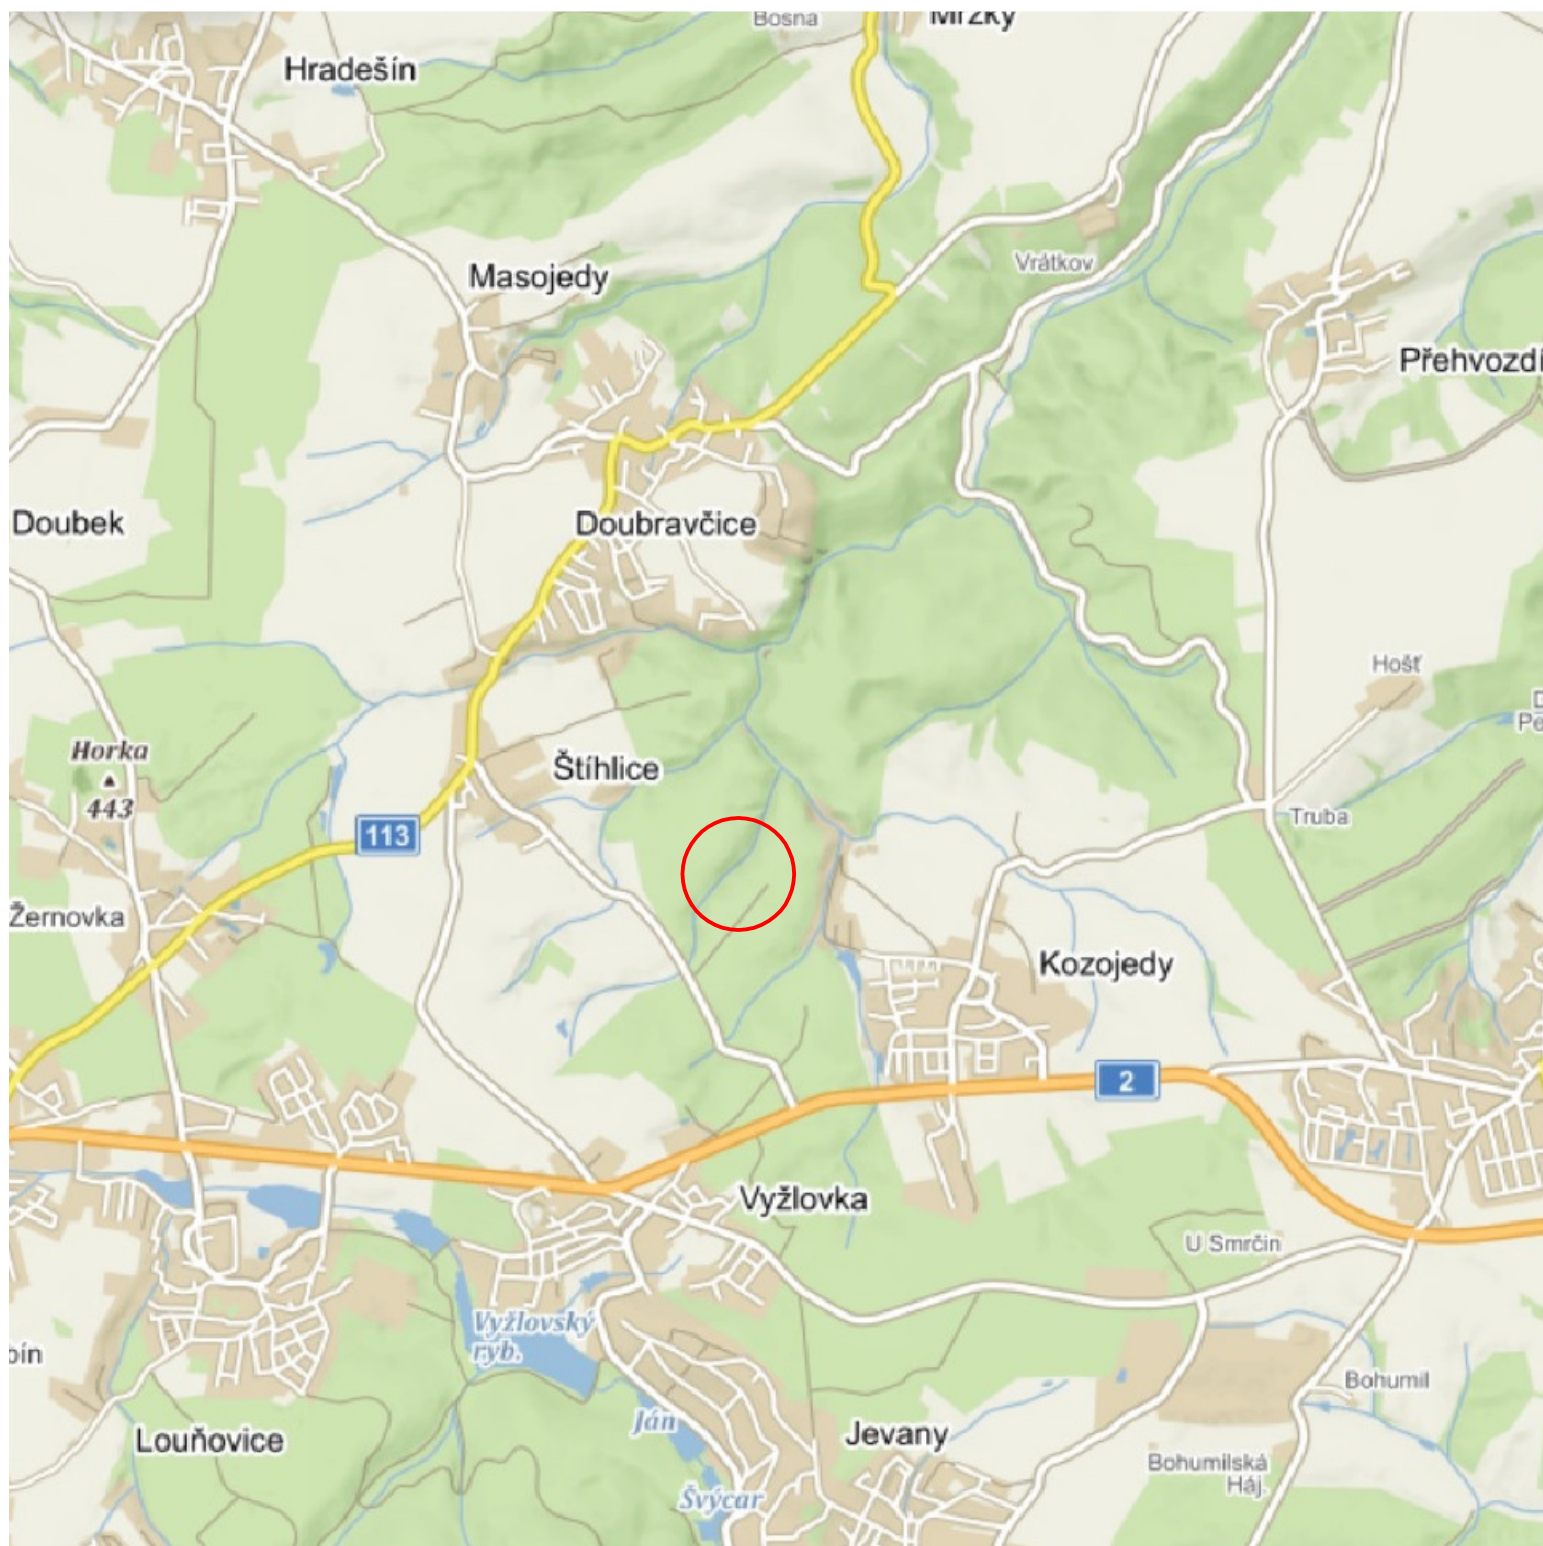 Bosna
Mrzky
Hradešín
Vrátkov
Masojedy
Přehvozdí
Doubek
Doubravčice
Hošť
Horka
443
Štíhlice
Truba
113
Žernovka
Kozojedy
2
Vyžlovka
U Smrčin
Vyžlovský
ryb.
Bohumil
Ján
Louňovice
Jevany
Bohumilská
Háj.
Švýcar